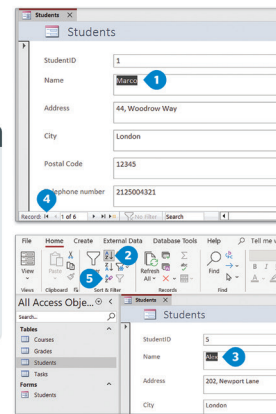 Students
Students
StudentID 1
Name Marco 1
Address 44, Woodrow Way
City London
Postal Code 12345
Telephone number 2125004321
4
Record: 1 of 6 No Filter Search
File Home Create External Data Database Tools Help Tell me
View Paste Filter 2 Refresh All Find
5
Views Clipboard Sort & Filter Records Find
All Access Obje... Students
Search... Students
Tables
Courses StudentID 5
Grades
Students Name Alex 3
Tasks
Forms Address 202, Newport Lane
Students
City London